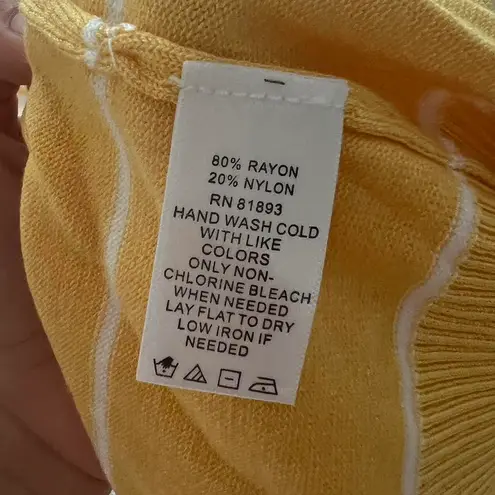 80% RAYON
20% NYLON
RN 81893
HAND WASH COLD
WITH LIKE
COLORS
ONLY NON-
CHLORINE BLEACH
WHEN NEEDED
LAY FLAT TO DRY
LOW IRON IF
NEEDED